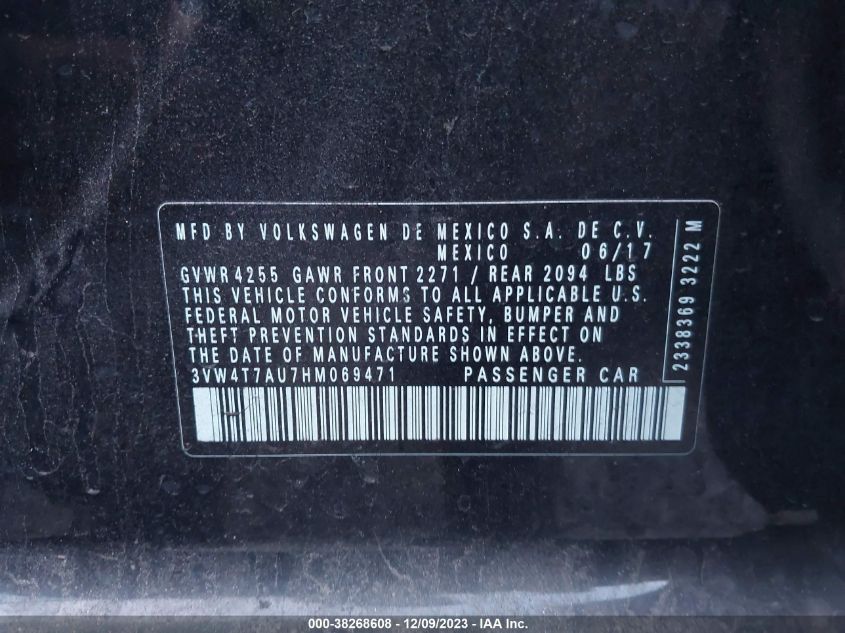 MFD BY VOLKSWAGEN DE MEXICO S.A. DE C.V.
MEXICO 06/17
GVWR 4255 GAWR FRONT 2271 / REAR 2094 LBS
THIS VEHICLE CONFORMS TO ALL APPLICABLE U.S.
FEDERAL MOTOR VEHICLE SAFETY, BUMPER AND
THEFT PREVENTION STANDARDS IN EFFECT ON
THE DATE OF MANUFACTURE SHOWN ABOVE.
3VW4T7AU7HM069471 PASSENGER CAR
2338369 3222 M
000-38268608 - 12/09/2023 - IAA Inc.